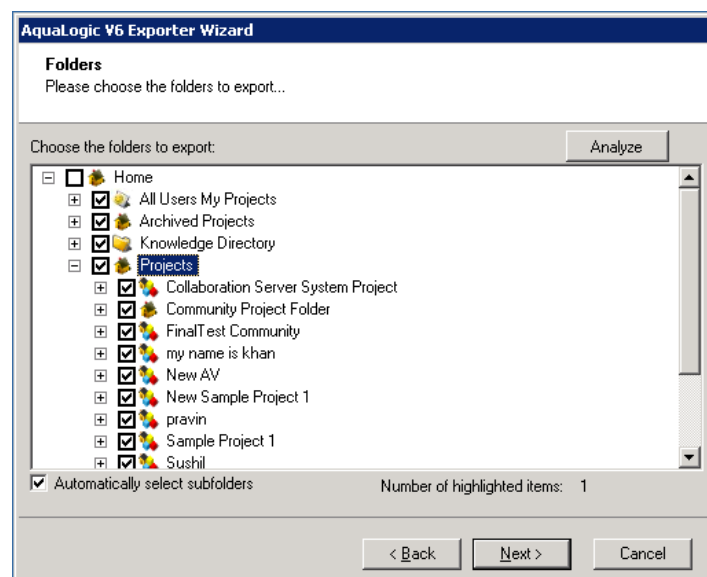 AquaLogic V6 Exporter Wizard
Folders
Please choose the folders to export...
Choose the folders to export:
Analyze
Home
All Users My Projects
Archived Projects
Knowledge Directory
Projects
Collaboration Server System Project
Community Project Folder
FinalTest Community
my name is khan
New AV
New Sample Project 1
pravin
Sample Project 1
Sushil
Automatically select subfolders
Number of highlighted items: 1
< Back
Next >
Cancel